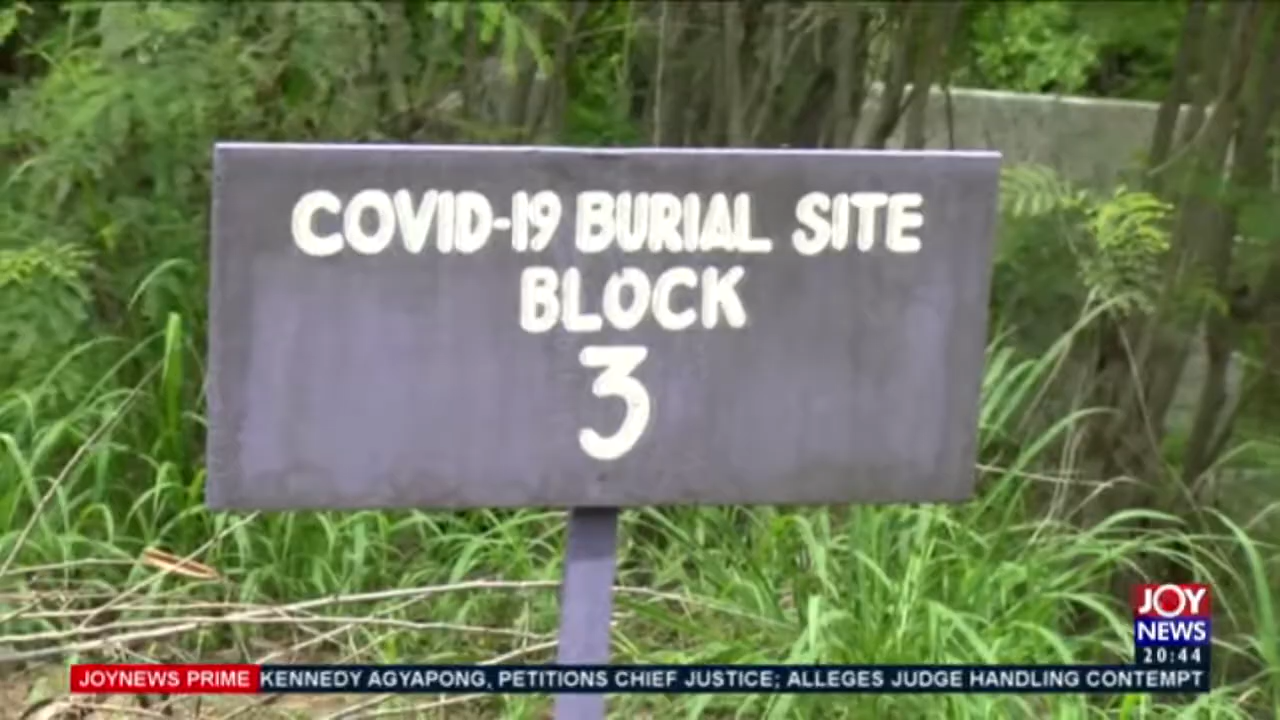 COVID-19 BURIAL SITE
BLOCK
3
JOY
NEWS
20:44
JOYNEWS PRIME KENNEDY AGYAPONG, PETITIONS CHIEF JUSTICE; ALLEGES JUDGE HANDLING CONTEMPT